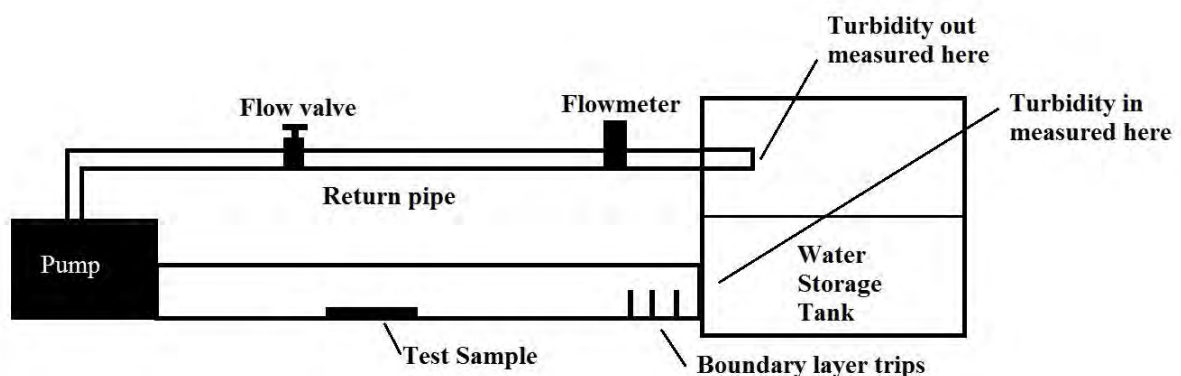 Turbidity out
measured here
Flow valve
Flowmeter
Turbidity in
measured here
Return pipe
Pump
Water
Storage
Tank
Test Sample
Boundary layer trips